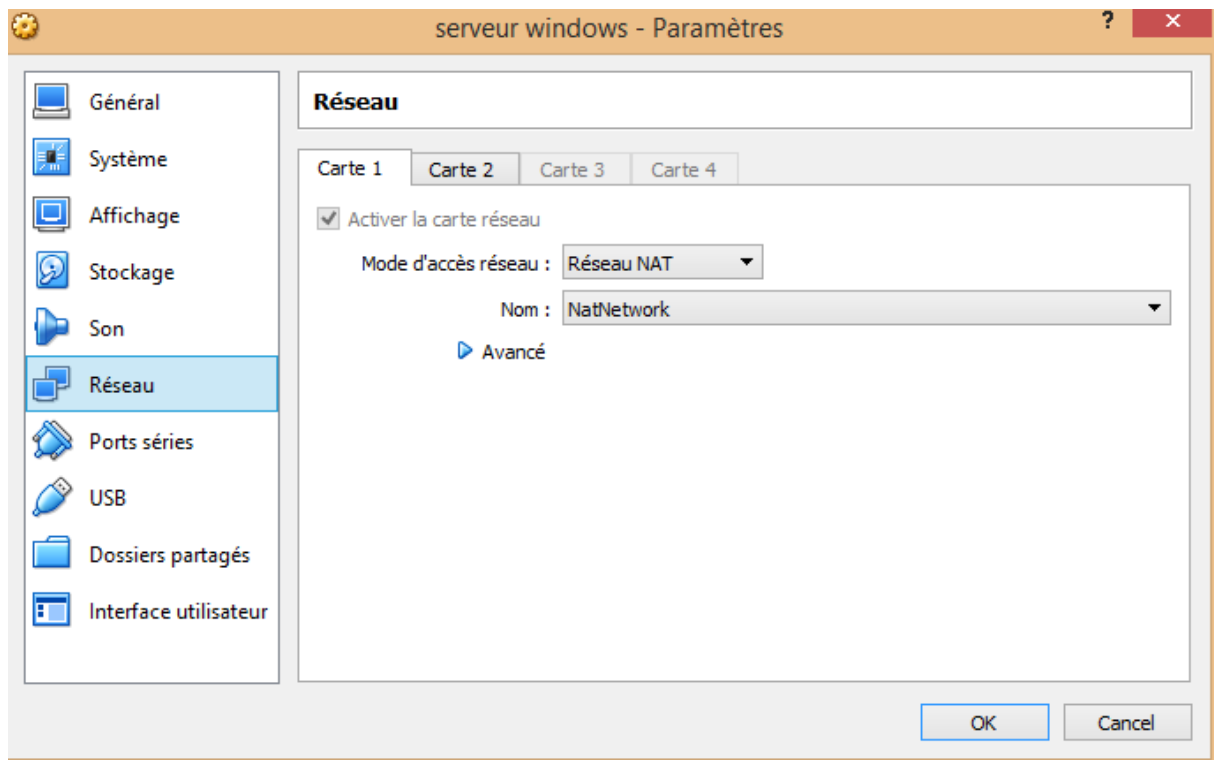 serveur windows - Paramètres
?
×
Général
Système
Affichage
Stockage
Son
Réseau
Ports séries
USB
Dossiers partagés
Interface utilisateur
Réseau
Carte 1 Carte 2 Carte 3 Carte 4
Activer la carte réseau
Mode d'accès réseau : Réseau NAT
Nom : NatNetwork
Avancé
OK Cancel